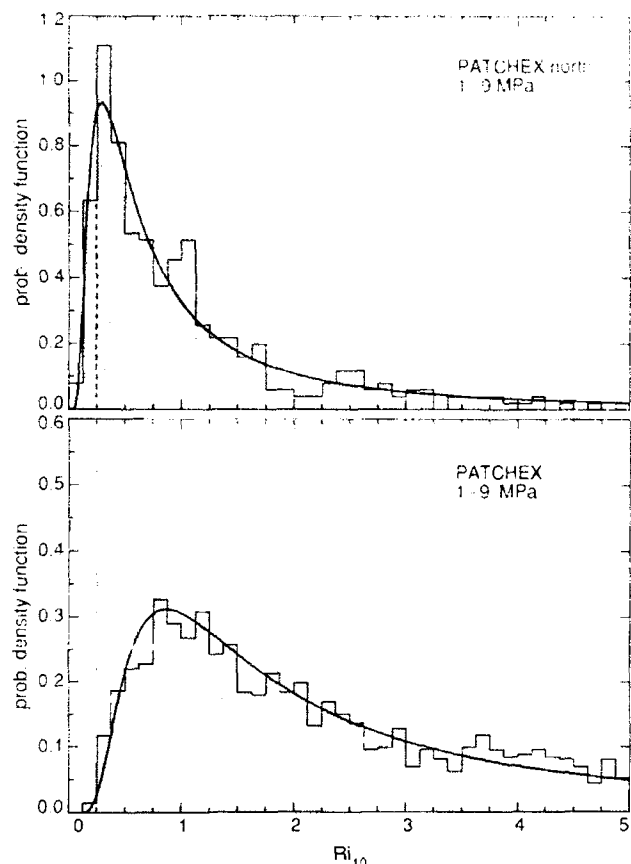 1.2
1.0
0.8
0.6
0.4
0.2
0.0
prob. density function
PATCHEX north
1-9 MPa
0.6
0.5
0.4
0.3
0.2
0.1
0.0
prob. density function
PATCHEX
1-9 MPa
0 1 2 3 4 5
Ri₁₀